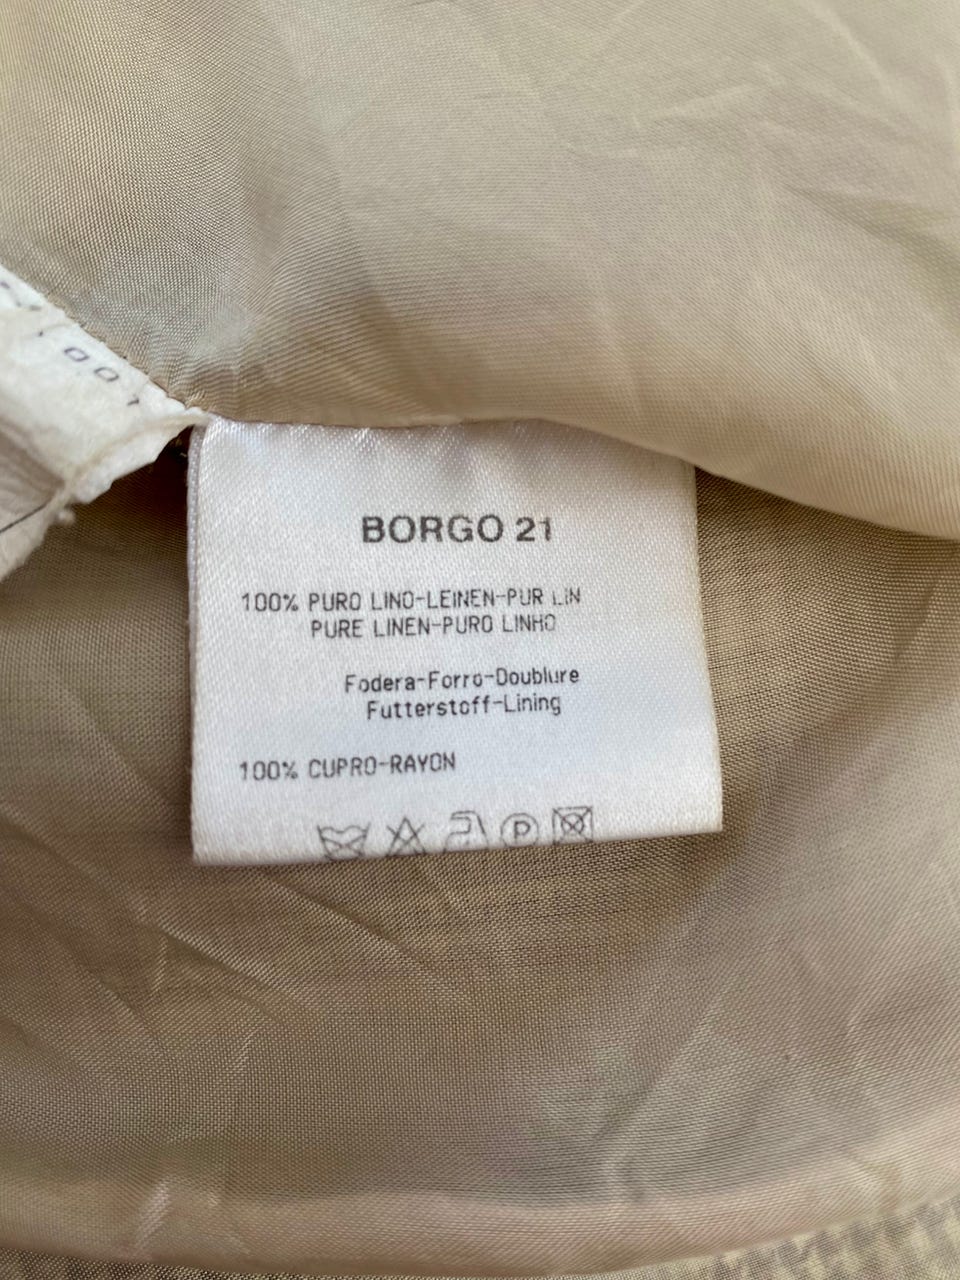 BORGO 21
100% PURO LINO-LEINEN-PUR LIN
PURE LINEN-PURO LINHO
Fodera-Forro-Doublure
Futterstoff-Lining
100% CUPRO-RAYON
P